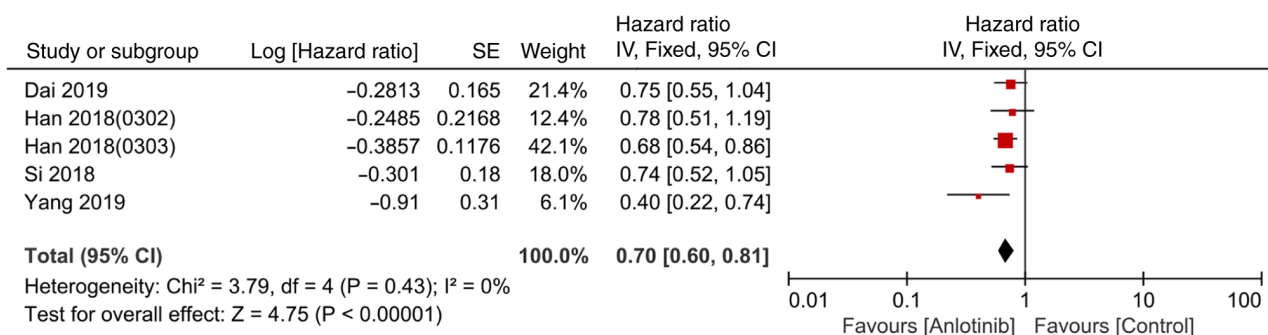 Hazard ratio Hazard ratio
Study or subgroup Log [Hazard ratio] SE Weight IV, Fixed, 95% CI IV, Fixed, 95% CI
Dai 2019 −0.2813 0.165 21.4% 0.75 [0.55, 1.04]
Han 2018(0302) −0.2485 0.2168 12.4% 0.78 [0.51, 1.19]
Han 2018(0303) −0.3857 0.1176 42.1% 0.68 [0.54, 0.86]
Si 2018 −0.301 0.18 18.0% 0.74 [0.52, 1.05]
Yang 2019 −0.91 0.31 6.1% 0.40 [0.22, 0.74]
Total (95% CI) 100.0% 0.70 [0.60, 0.81]
Heterogeneity: Chi² = 3.79, df = 4 (P = 0.43); I² = 0%
Test for overall effect: Z = 4.75 (P < 0.00001)
0.01 0.1 1 10 100
Favours [Anlotinib] Favours [Control]